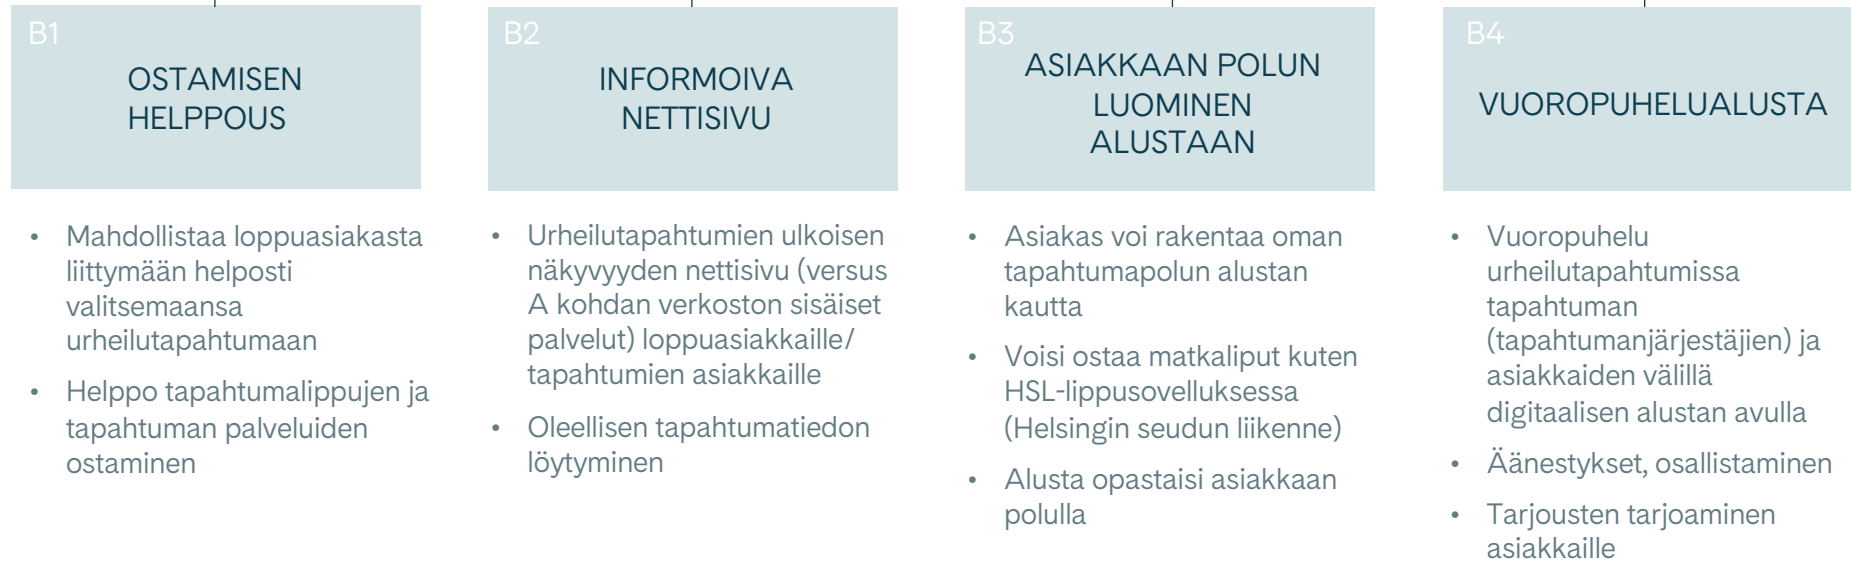 B1
OSTAMISEN
HELPPOUS
• Mahdollistaa loppuasiakasta
liittymään helposti
valitsemaansa
urheilutapahtumaan
• Helppo tapahtumalippujen ja
tapahtuman palveluiden
ostaminen
B2
INFORMOIVA
NETTISIVU
• Urheilutapahtumien ulkoisen
näkyvyyden nettisivu (versus
A kohdan verkoston sisäiset
palvelut) loppuasiakkaille/
tapahtumien asiakkaille
• Oleellisen tapahtumatiedon
löytyminen
B3
ASIAKKAAN POLUN
LUOMINEN
ALUSTAAN
• Asiakas voi rakentaa oman
tapahtumapolun alustan
kautta
• Voisi ostaa matkaliput kuten
HSL-lippusovelluksessa
(Helsingin seudun liikenne)
• Alusta opastaisi asiakkaan
polulla
B4
VUOROPUHELUALUSTA
• Vuoropuhelu
urheilutapahtumissa
tapahtuman
(tapahtumanjärjestäjien) ja
asiakkaiden välillä
digitaalisen alustan avulla
• Äänestykset, osallistaminen
• Tarjousten tarjoaminen
asiakkaille